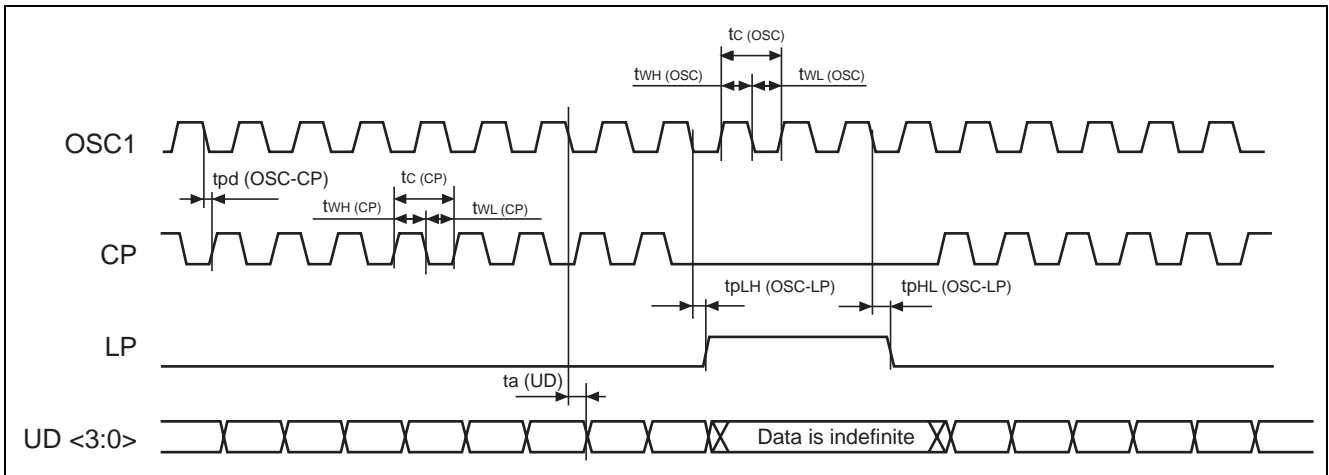 tC (OSC)
tWH (OSC) tWL (OSC)
OSC1
tpd (OSC-CP) tC (CP)
tWH (CP) tWL (CP)
CP
tpLH (OSC-LP) tpHL (OSC-LP)
LP
ta (UD)
UD <3:0> Data is indefinite